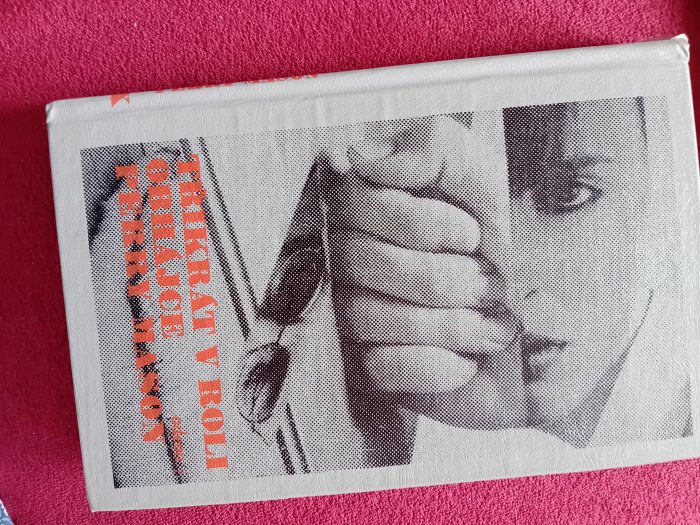 TŘIKRÁT V ROLI
OBHÁJCE
PERRY MASON